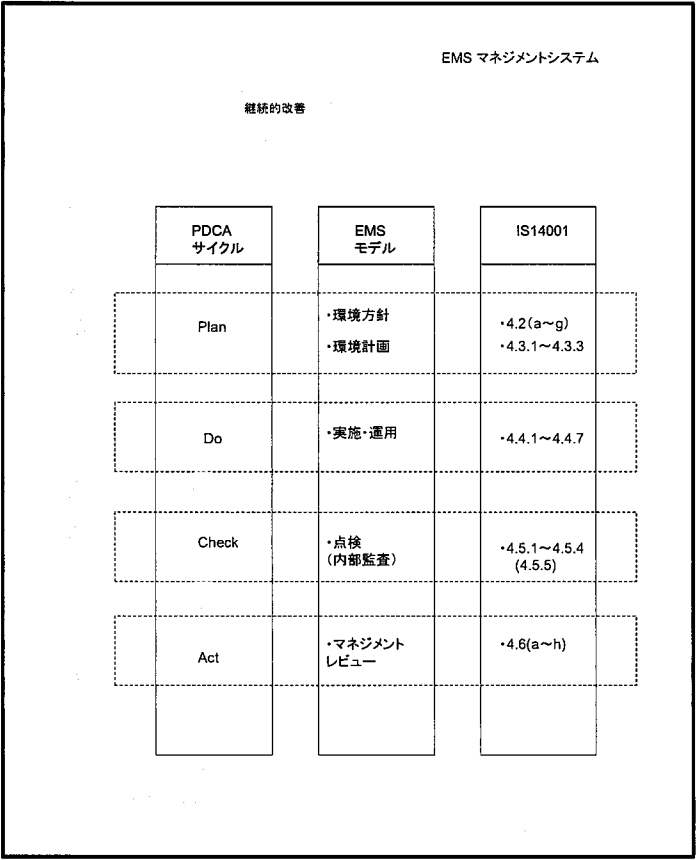 EMS マネジメントシステム
継続的改善
PDCA
サイクル
EMS
モデル
IS14001
Plan
・環境方針
・環境計画
・4.2(a～g)
・4.3.1～4.3.3
Do
・実施・運用
・4.4.1～4.4.7
Check
・点検
(内部監査)
・4.5.1～4.5.4
(4.5.5)
Act
・マネジメント
レビュー
・4.6(a～h)